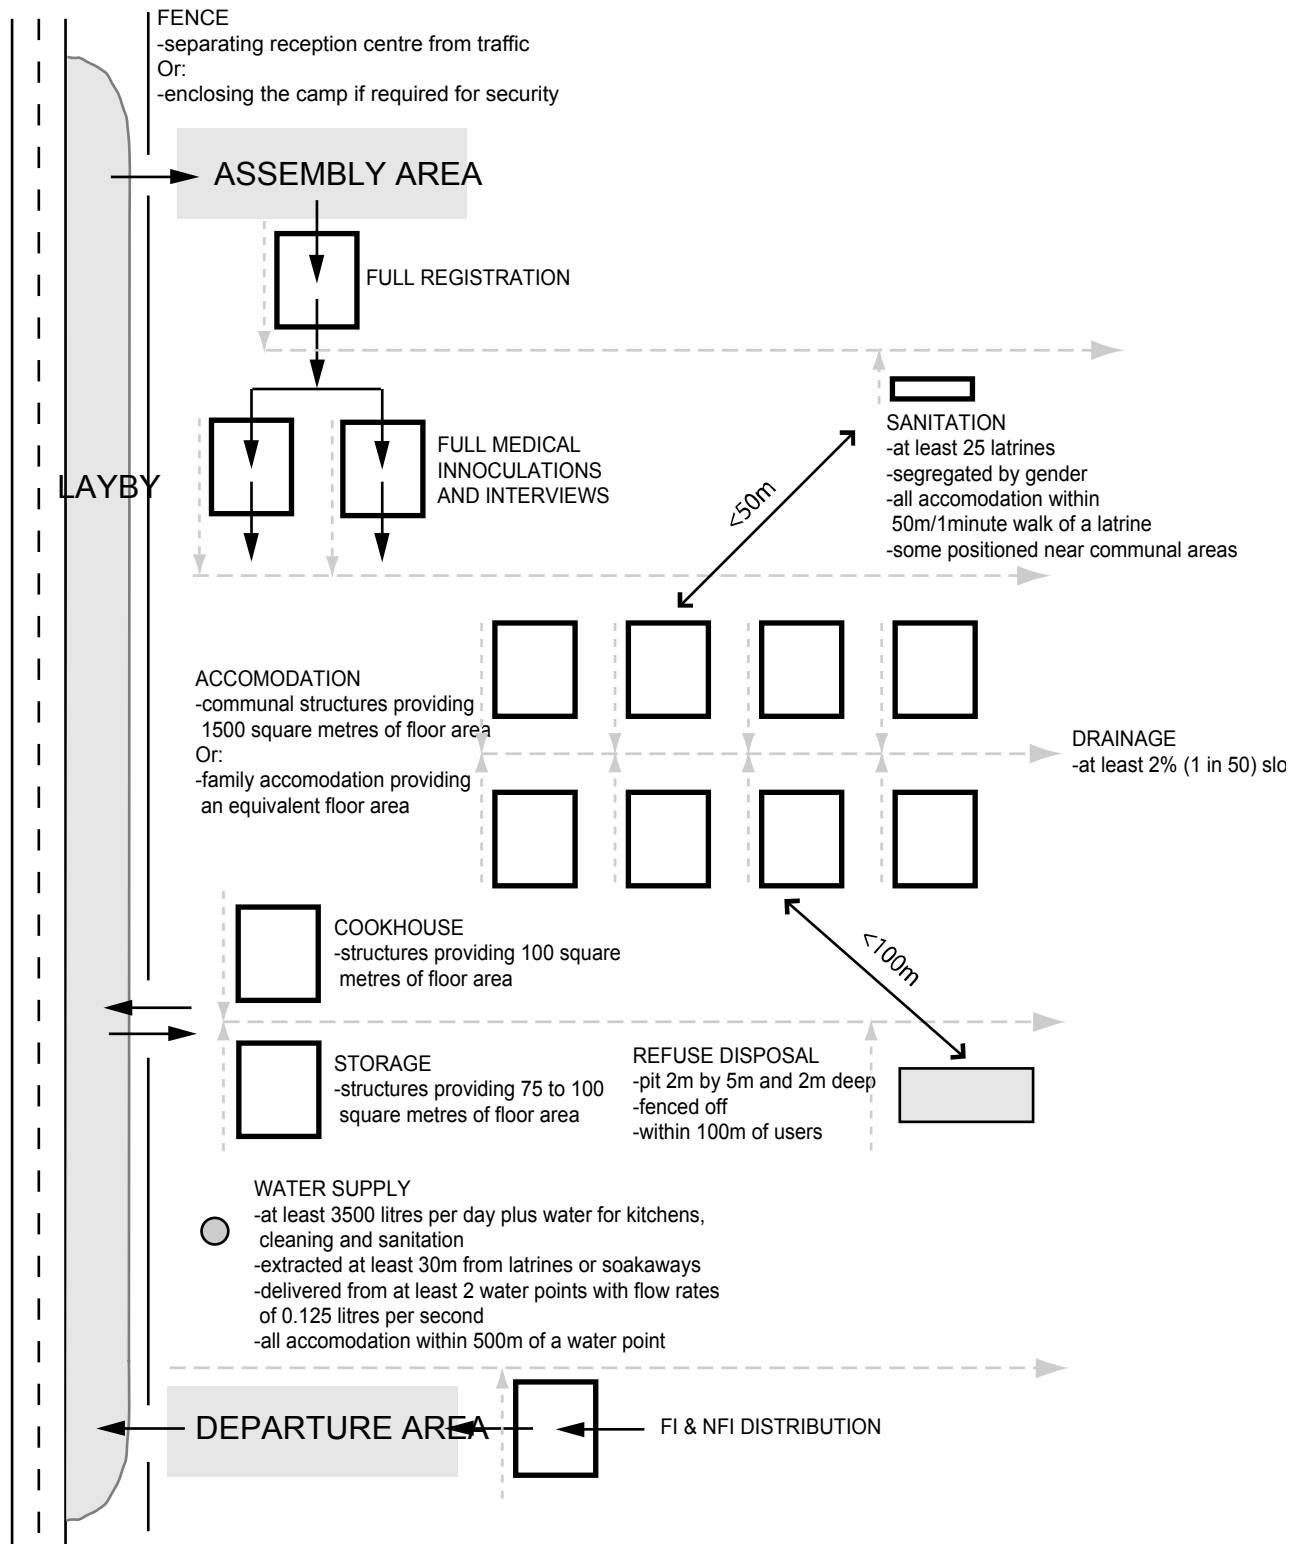 FENCE
-separating reception centre from traffic
Or:
-enclosing the camp if required for security
ASSEMBLY AREA
FULL REGISTRATION
SANITATION
-at least 25 latrines
-segregated by gender
-all accomodation within
50m/1minute walk of a latrine
-some positioned near communal areas
FULL MEDICAL
INNOCULATIONS
AND INTERVIEWS
<50m
LAYBY
ACCOMODATION
-communal structures providing
1500 square metres of floor area
Or:
-family accomodation providing
an equivalent floor area
DRAINAGE
-at least 2% (1 in 50) slo
COOKHOUSE
-structures providing 100 square
metres of floor area
<100m
STORAGE
-structures providing 75 to 100
square metres of floor area
REFUSE DISPOSAL
-pit 2m by 5m and 2m deep
-fenced off
-within 100m of users
WATER SUPPLY
-at least 3500 litres per day plus water for kitchens,
cleaning and sanitation
-extracted at least 30m from latrines or soakaways
-delivered from at least 2 water points with flow rates
of 0.125 litres per second
-all accomodation within 500m of a water point
DEPARTURE AREA
FI & NFI DISTRIBUTION